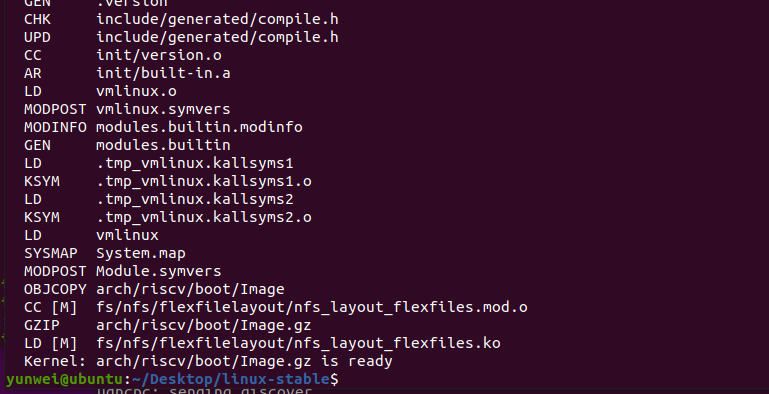 GEN     .version
CHK     include/generated/compile.h
UPD     include/generated/compile.h
CC      init/version.o
AR      init/built-in.a
LD      vmlinux.o
MODPOST vmlinux.symvers
MODINFO modules.builtin.modinfo
GEN     modules.builtin
LD      .tmp_vmlinux.kallsyms1
KSYM    .tmp_vmlinux.kallsyms1.o
LD      .tmp_vmlinux.kallsyms2
KSYM    .tmp_vmlinux.kallsyms2.o
LD      vmlinux
SYSMAP  System.map
MODPOST Module.symvers
OBJCOPY arch/riscv/boot/Image
CC [M]  fs/nfs/flexfilelayout/nfs_layout_flexfiles.mod.o
GZIP    arch/riscv/boot/Image.gz
LD [M]  fs/nfs/flexfilelayout/nfs_layout_flexfiles.ko
Kernel: arch/riscv/boot/Image.gz is ready
yunwei@ubuntu:~/Desktop/linux-stable$
udhcpc: sending discover